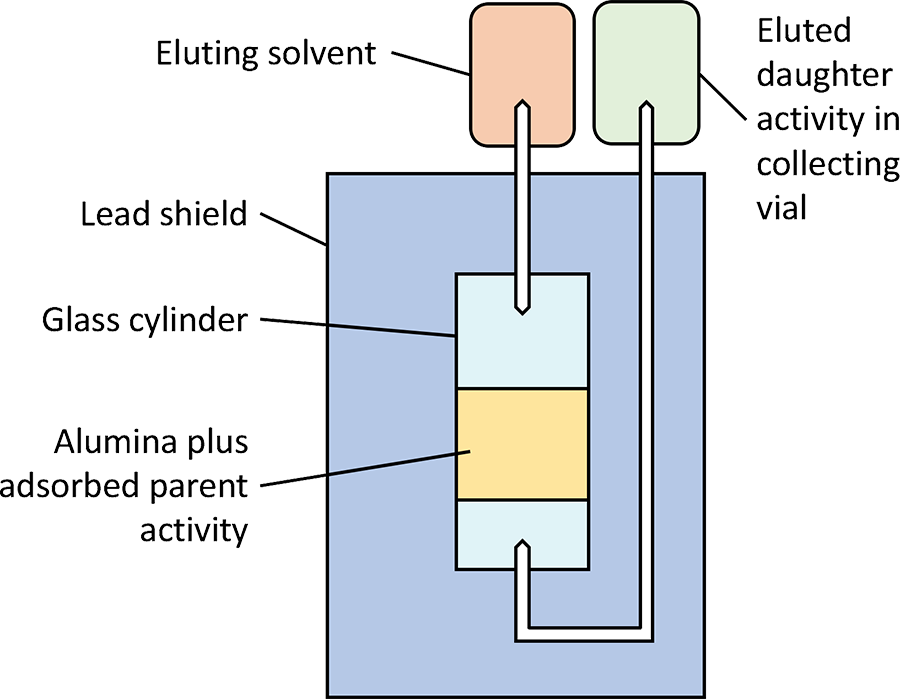 Eluting solvent
Eluted
daughter
activity in
collecting
vial
Lead shield
Glass cylinder
Alumina plus
adsorbed parent
activity